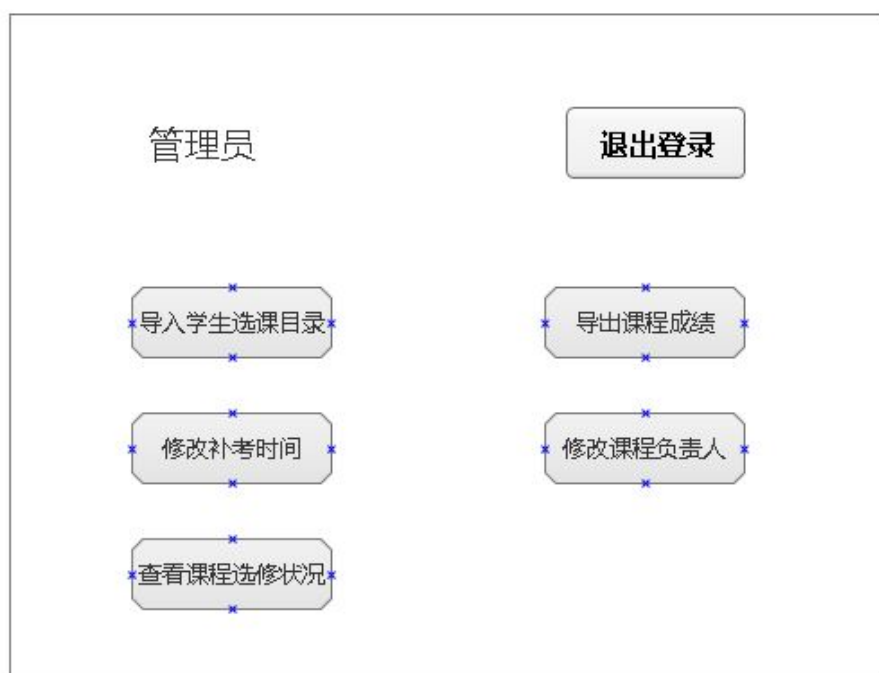 管理员
退出登录
导入学生选课目录
导出课程成绩
修改补考时间
修改课程负责人
查看课程选修状况